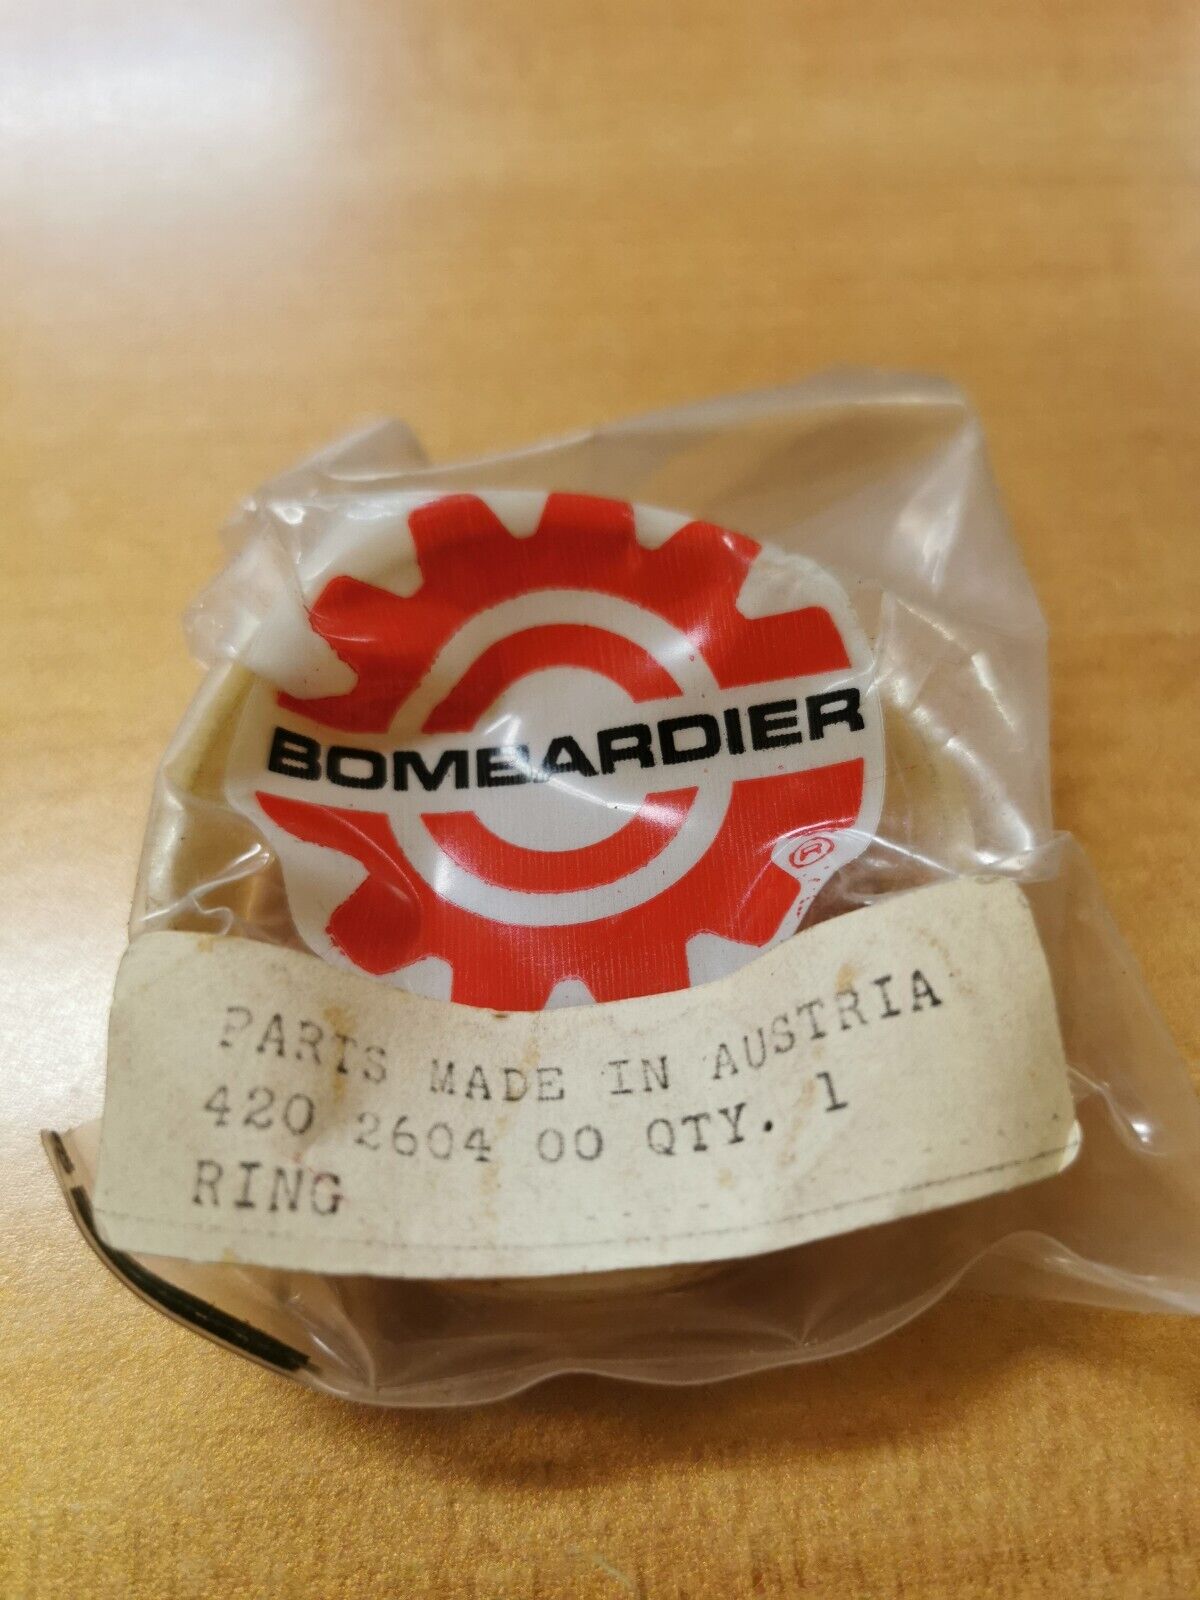 BOMBARDIER
®
PARTS MADE IN AUSTRIA
420 2604 00 QTY. 1
RING